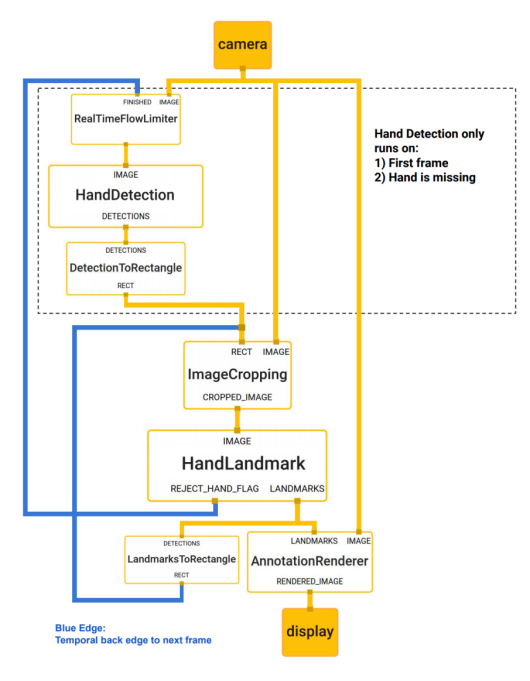 camera
FINISHED IMAGE
RealTimeFlowLimiter
Hand Detection only
runs on:
1) First frame
2) Hand is missing
IMAGE
HandDetection
DETECTIONS
DETECTIONS
DetectionToRectangle
RECT
RECT IMAGE
ImageCropping
CROPPED_IMAGE
IMAGE
HandLandmark
REJECT_HAND_FLAG LANDMARKS
DETECTIONS
LandmarksToRectangle
RECT
LANDMARKS IMAGE
AnnotationRenderer
RENDERED_IMAGE
display
Blue Edge:
Temporal back edge to next frame